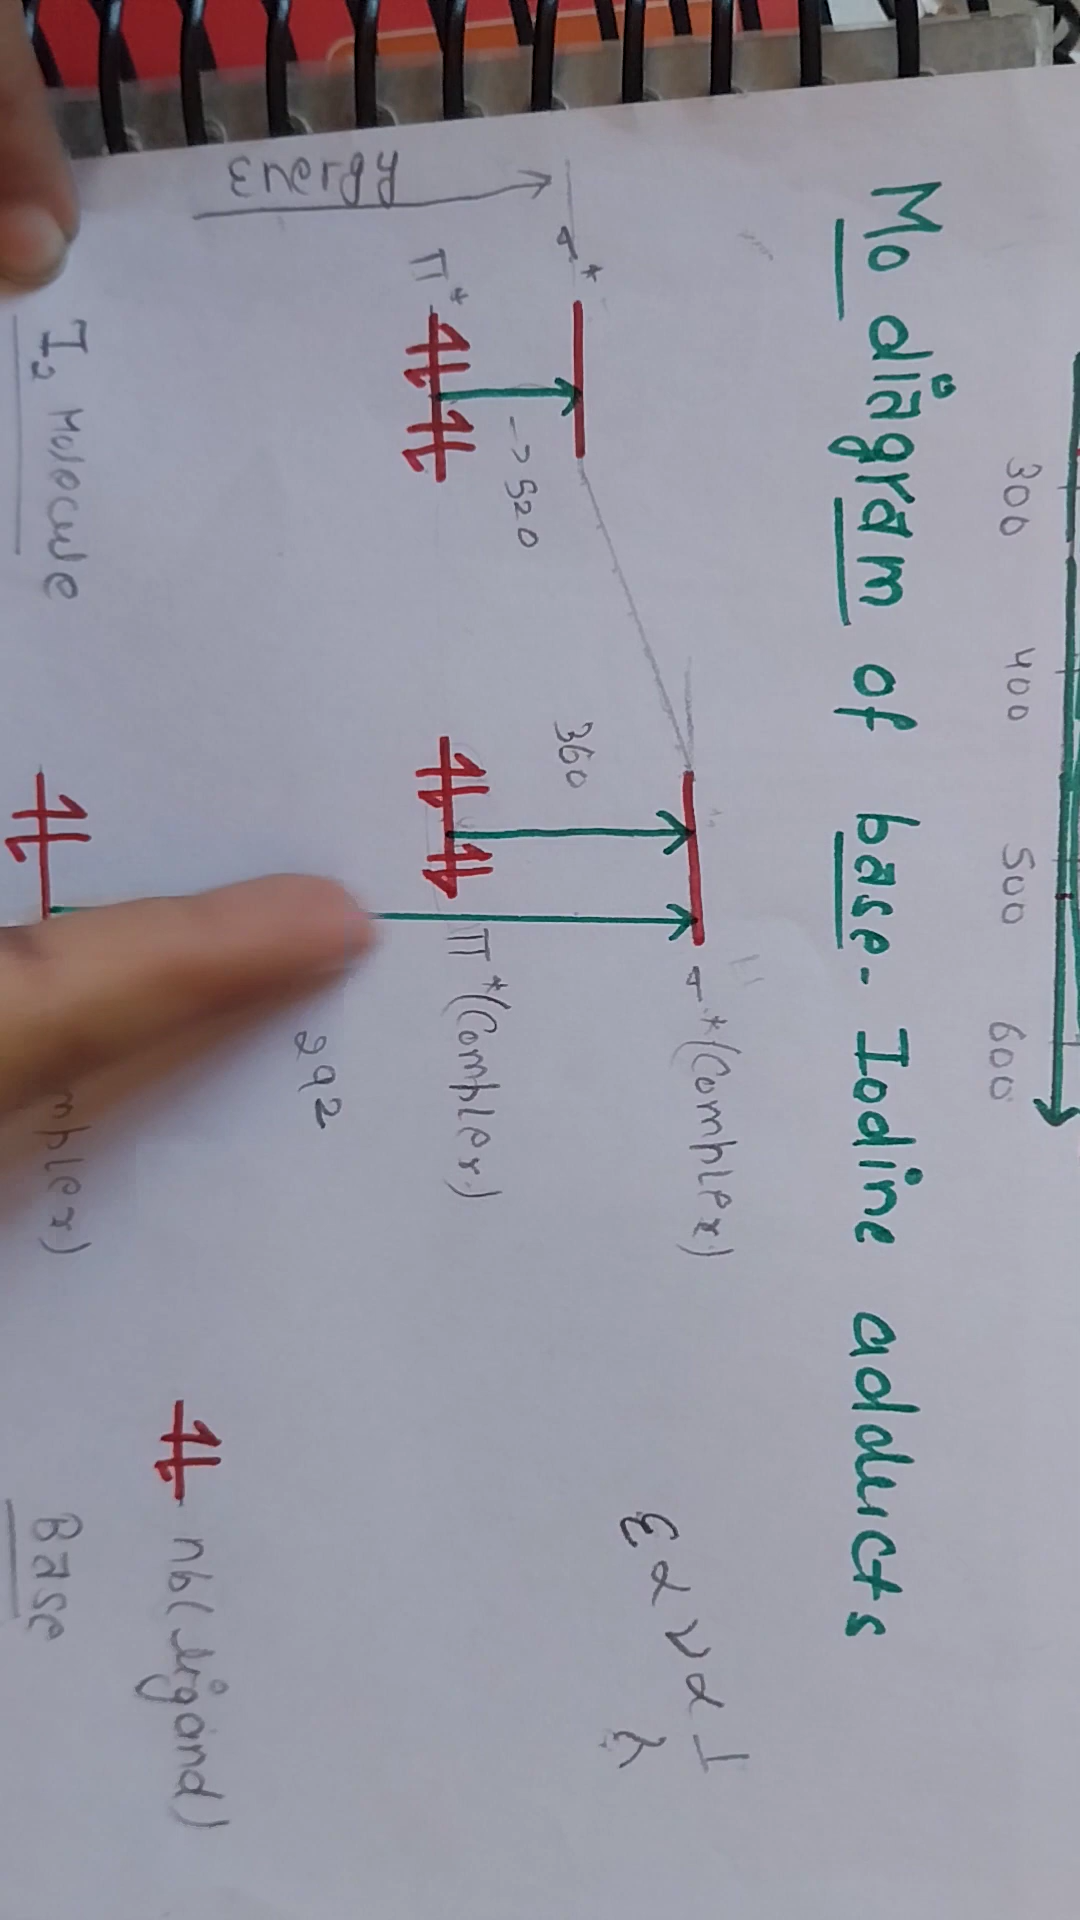 300 400 500 600
Mo diagram of base-Iodine adducts
σ*
σ*(Complex)
E α ν α 1/λ
360
-> 520
π*
π*(Complex)
Energy
292
nb(ligand)
I₂ Molecule
mplex)
Base